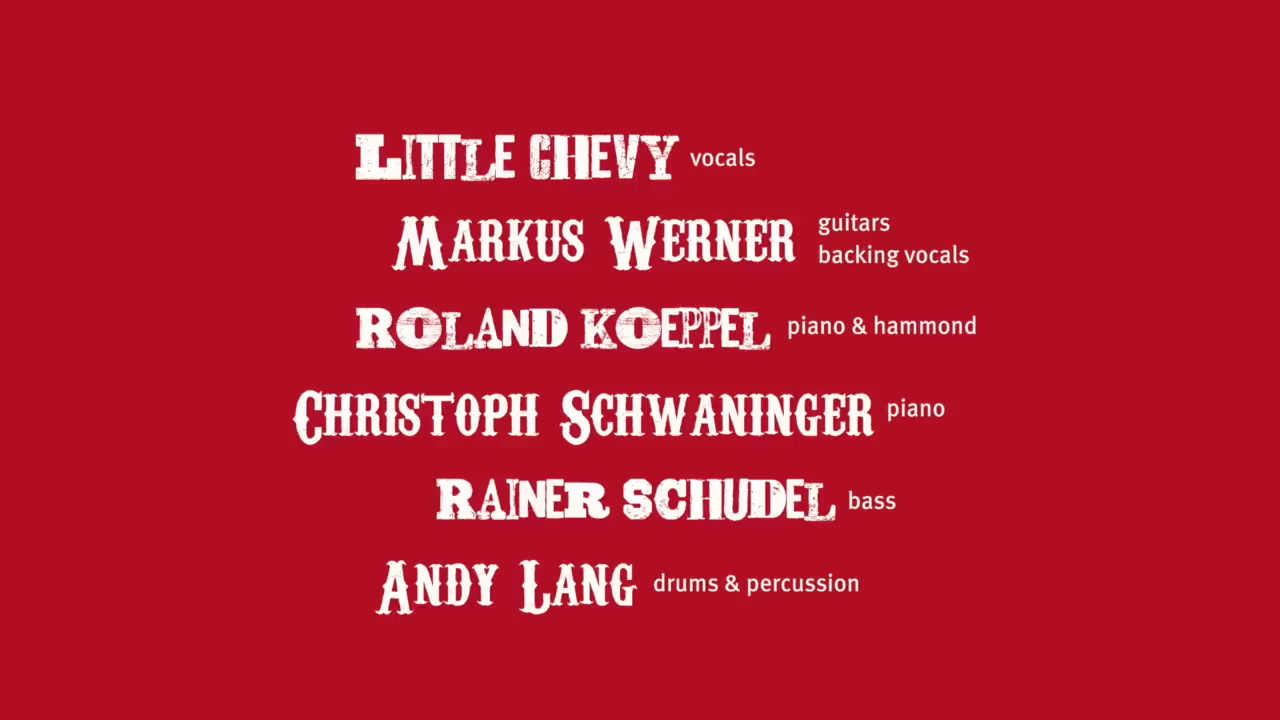 LITTLE CHEVY vocals
MARKUS WERNER guitars
backing vocals
ROLAND KOEPPEL piano & hammond
CHRISTOPH SCHWANINGER piano
RAINER SCHUDEL bass
ANDY LANG drums & percussion